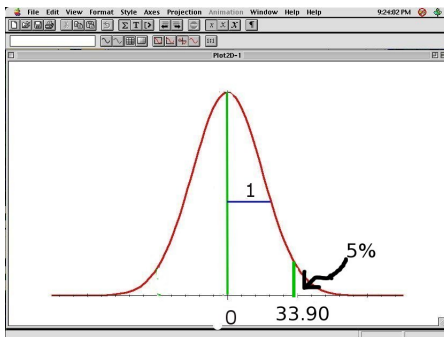 File Edit View Format Style Axes Projection Animation Window Help Help 9:24:02 PM
Plot2D-1
1
5%
0 33.90